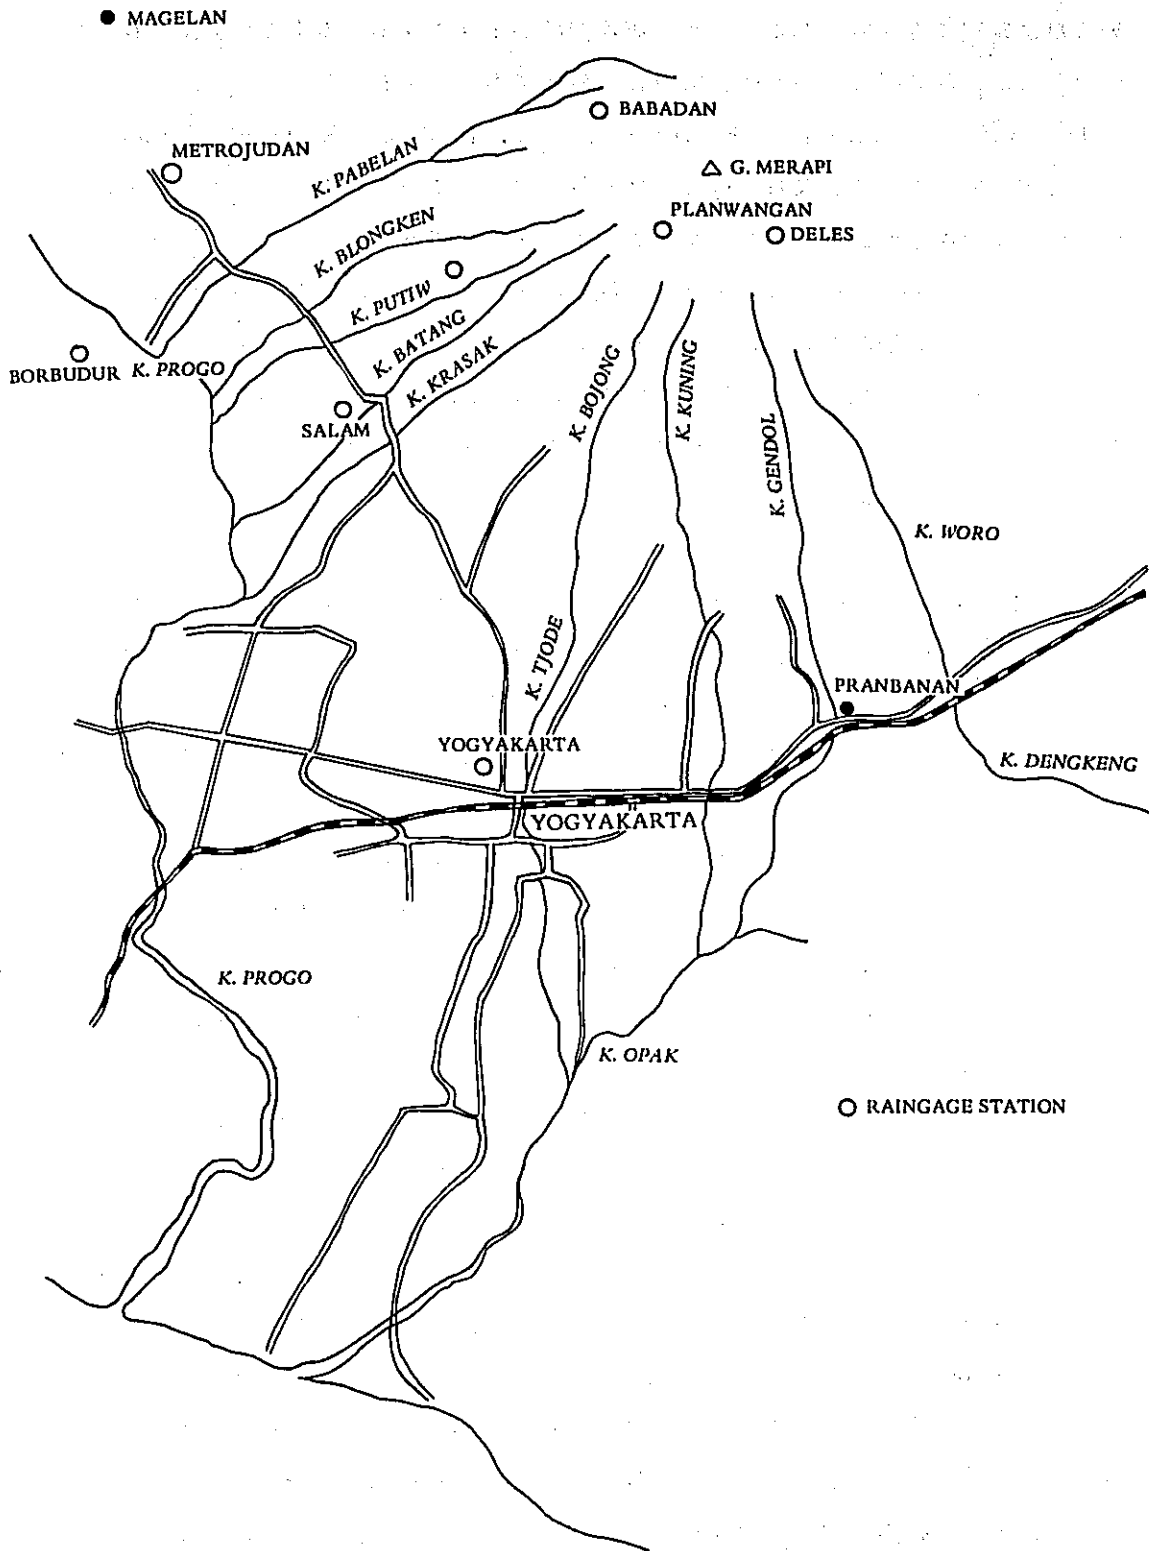 MAGELAN
BABADAN
METROJUDAN
K. PABELAN
G. MERAPI
PLANWANGAN
K. BLONGKEN
DELES
K. PUTIW
K. BATANG
BORBUDUR
K. PROGO
K. KRASAK
K. BOJONG
K. KUNING
SALAM
K. GENDOL
K. WORO
K. TJODE
PRANBANAN
YOGYAKARTA
K. DENGKENG
YOGYAKARTA
K. PROGO
K. OPAK
RAINGAGE STATION